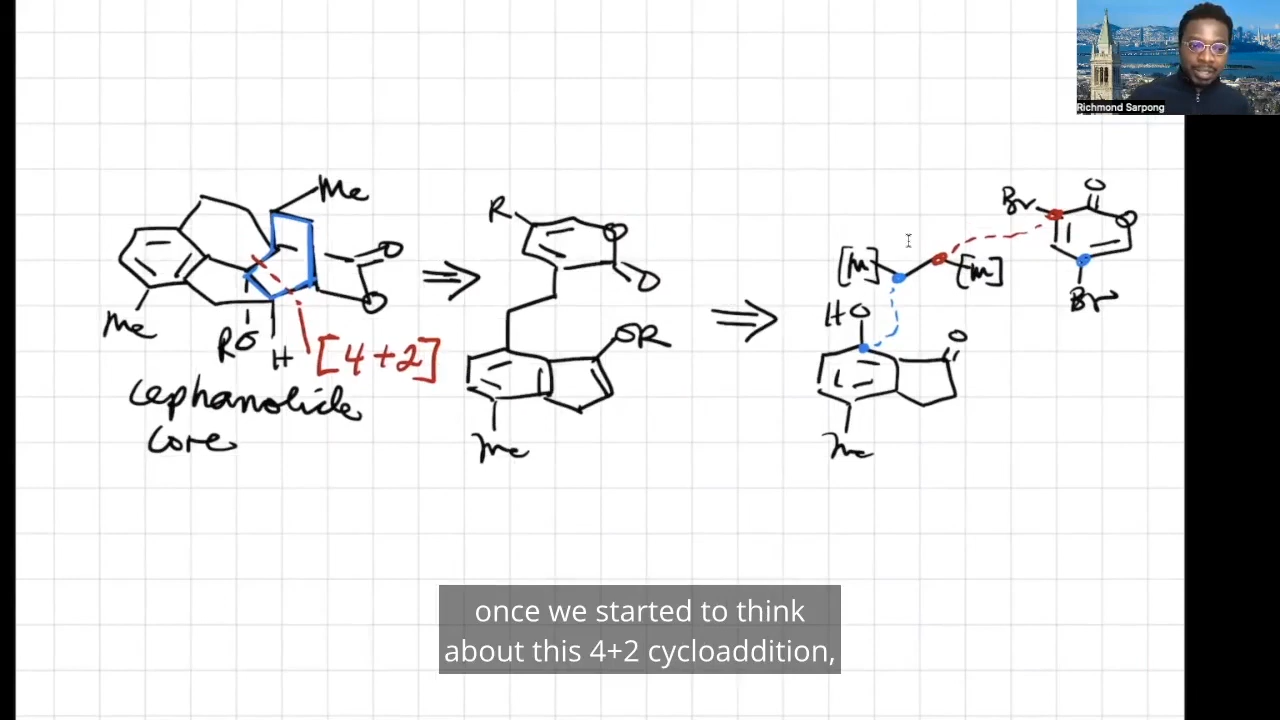 Richmond Sarpong
Me
O
O
Me
RO
H
[4+2]
cephanolide
core
R
O
O
OR
Me
[M]
[M]
HO
O
Me
Br
O
O
Br
once we started to think
about this 4+2 cycloaddition,